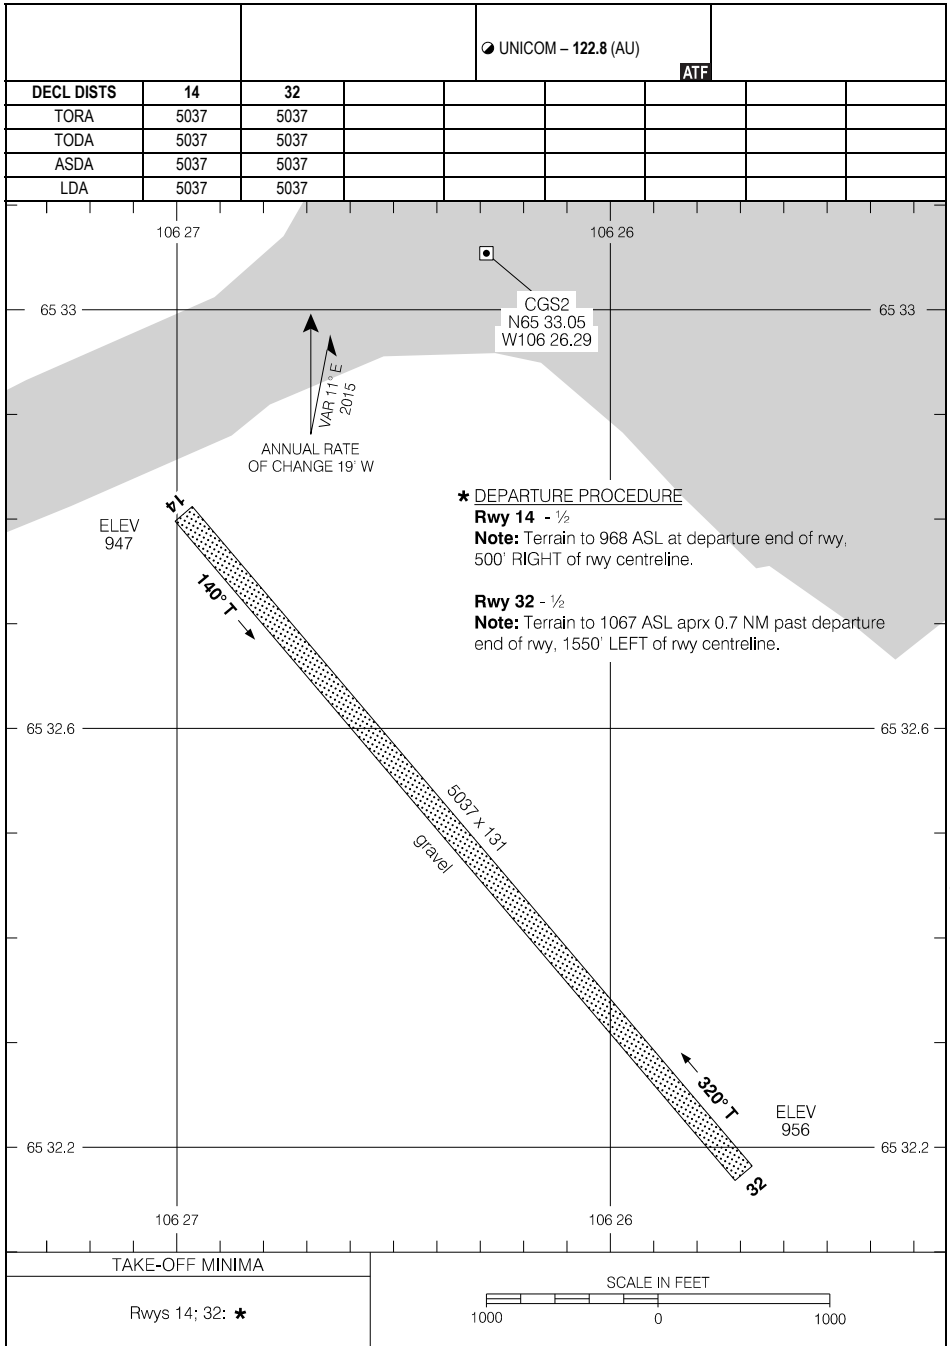 UNICOM – 122.8 (AU)
ATF
DECL DISTS 14 32
TORA 5037 5037
TODA 5037 5037
ASDA 5037 5037
LDA 5037 5037
106 27 106 26
65 33 65 33
CGS2
N65 33.05
W106 26.29
VAR 11° E
2015
ANNUAL RATE
OF CHANGE 19' W
14
ELEV
947
140° T
* DEPARTURE PROCEDURE
Rwy 14 - ½
Note: Terrain to 968 ASL at departure end of rwy,
500' RIGHT of rwy centreline.
Rwy 32 - ½
Note: Terrain to 1067 ASL aprx 0.7 NM past departure
end of rwy, 1550' LEFT of rwy centreline.
65 32.6 65 32.6
5037 x 131
gravel
320° T
ELEV
956
65 32.2 65 32.2
32
106 27 106 26
TAKE-OFF MINIMA
Rwys 14; 32: *
SCALE IN FEET
1000 0 1000